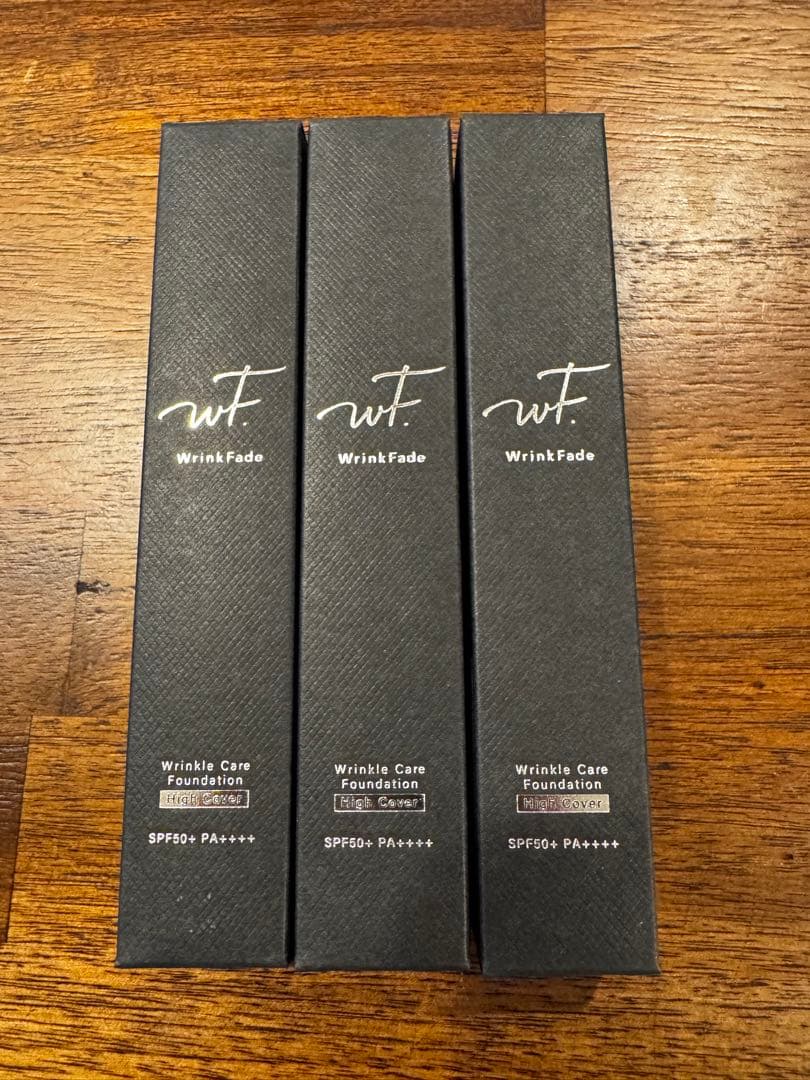 wF.
WrinkFade
Wrinkle Care
Foundation
High Cover
SPF50+ PA++++
wF.
WrinkFade
Wrinkle Care
Foundation
High Cover
SPF50+ PA++++
wF.
WrinkFade
Wrinkle Care
Foundation
High Cover
SPF50+ PA++++